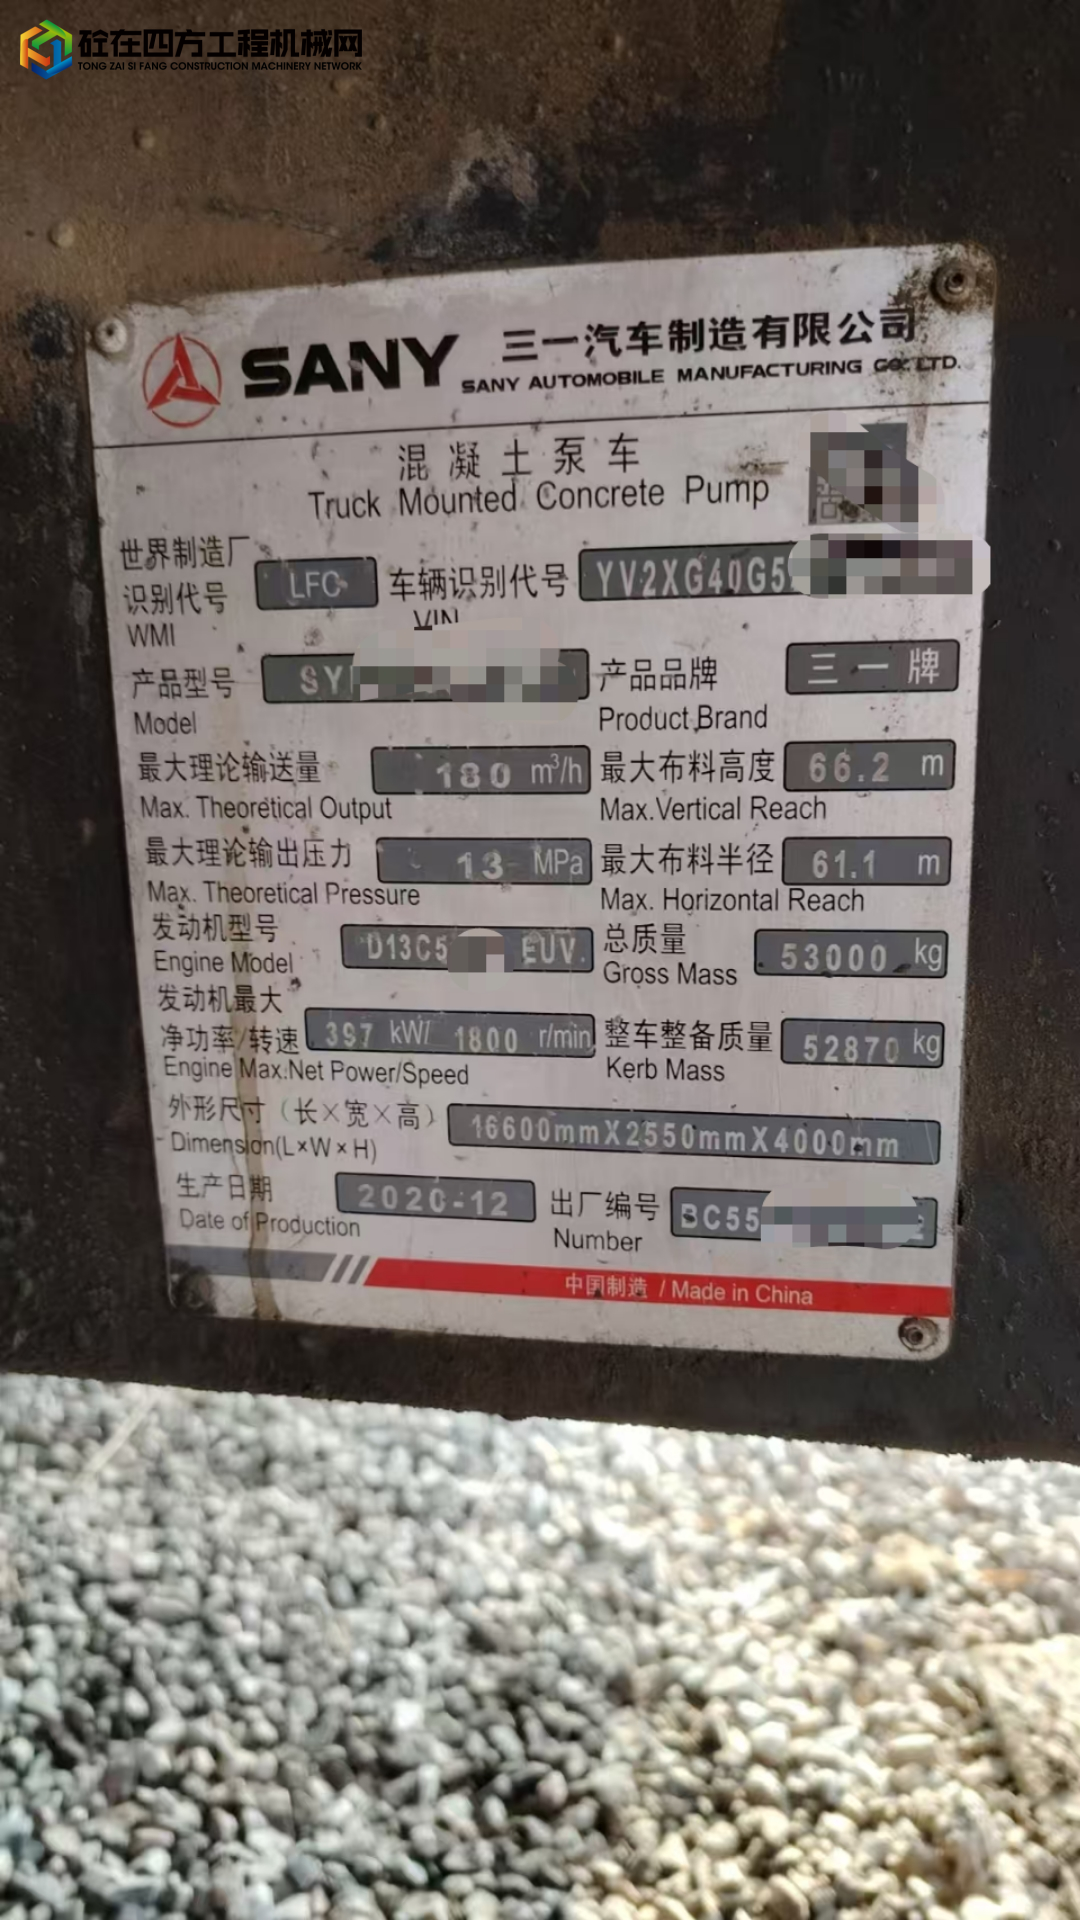 砼在四方工程机械网
TONG ZAI SI FANG CONSTRUCTION MACHINERY NETWORK
SANY 三一汽车制造有限公司
SANY AUTOMOBILE MANUFACTURING CO. LTD.
混凝土泵车
Truck Mounted Concrete Pump
世界制造厂
识别代号 LFC 车辆识别代号 YV2XG40G5
WMI VIN
产品型号 SY 产品品牌 三一牌
Model Product Brand
最大理论输送量 180 m³/h 最大布料高度 66.2 m
Max. Theoretical Output Max.Vertical Reach
最大理论输出压力 13 MPa 最大布料半径 61.1 m
Max. Theoretical Pressure Max. Horizontal Reach
发动机型号 D13C5 EUV. 总质量 53000 kg
Engine Model Gross Mass
发动机最大
净功率/转速 397 kW/ 1800 r/min 整车整备质量 52870 kg
Engine Max.Net Power/Speed Kerb Mass
外形尺寸（长×宽×高） 16600mmX2550mmX4000mm
Dimension(L×W×H)
生产日期 2020-12 出厂编号 BC55
Date of Production Number
中国制造 / Made in China